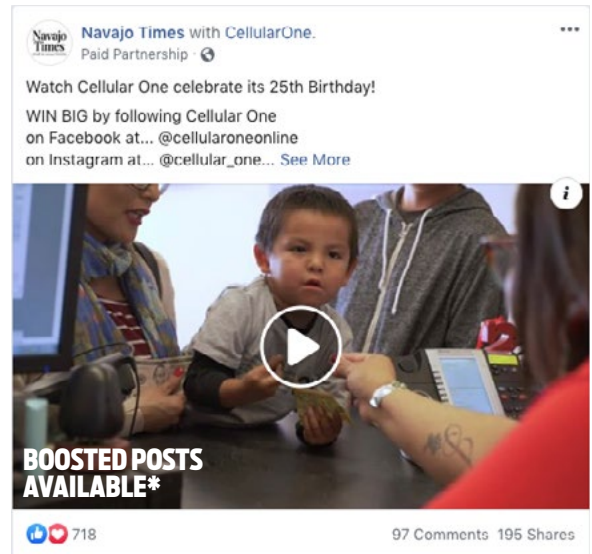 Navajo Times
Navajo Times with CellularOne.
Paid Partnership ·
Watch Cellular One celebrate its 25th Birthday!
WIN BIG by following Cellular One
on Facebook at... @cellularoneonline
on Instagram at... @cellular_one... See More
i
BOOSTED POSTS
AVAILABLE*
718
97 Comments 195 Shares